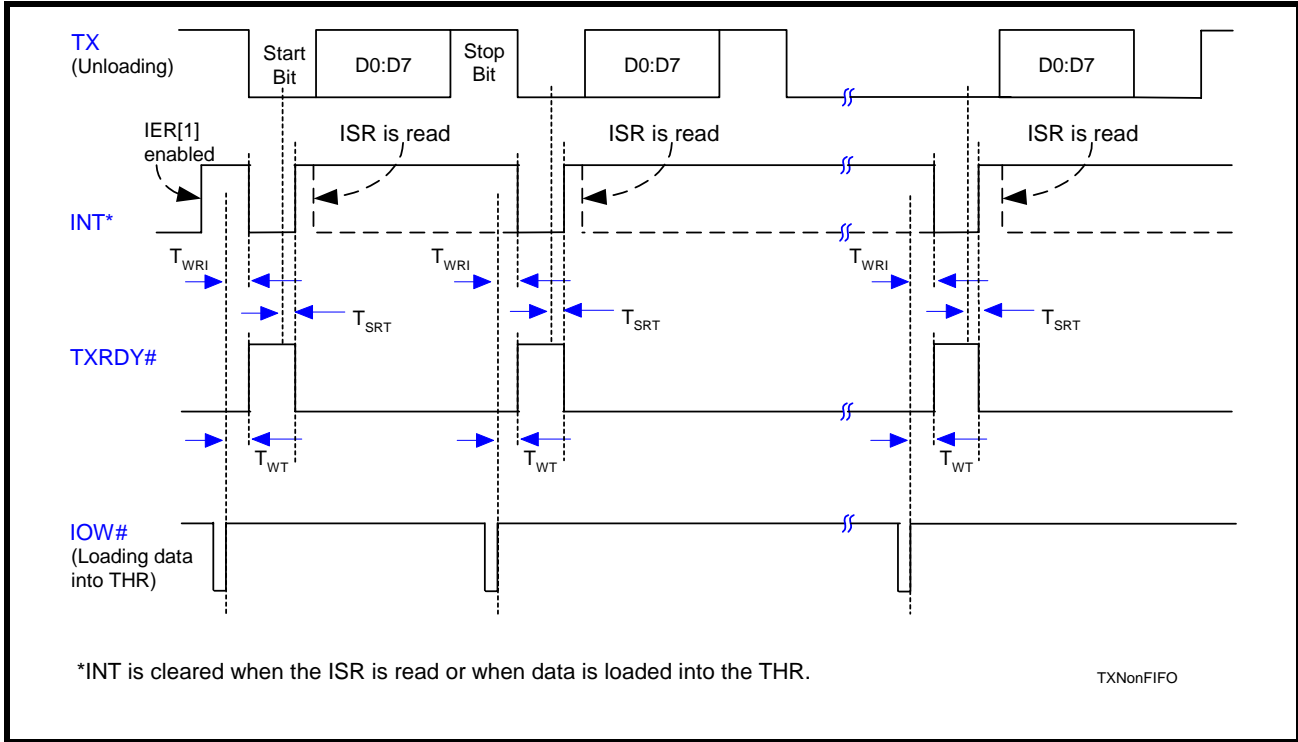 TX
(Unloading)
Start
Bit
D0:D7
Stop
Bit
D0:D7
D0:D7
IER[1]
enabled
ISR is read
ISR is read
ISR is read
INT*
TWRI
TWRI
TWRI
TSRT
TSRT
TSRT
TXRDY#
TWT
TWT
TWT
IOW#
(Loading data
into THR)
*INT is cleared when the ISR is read or when data is loaded into the THR.
TXNonFIFO